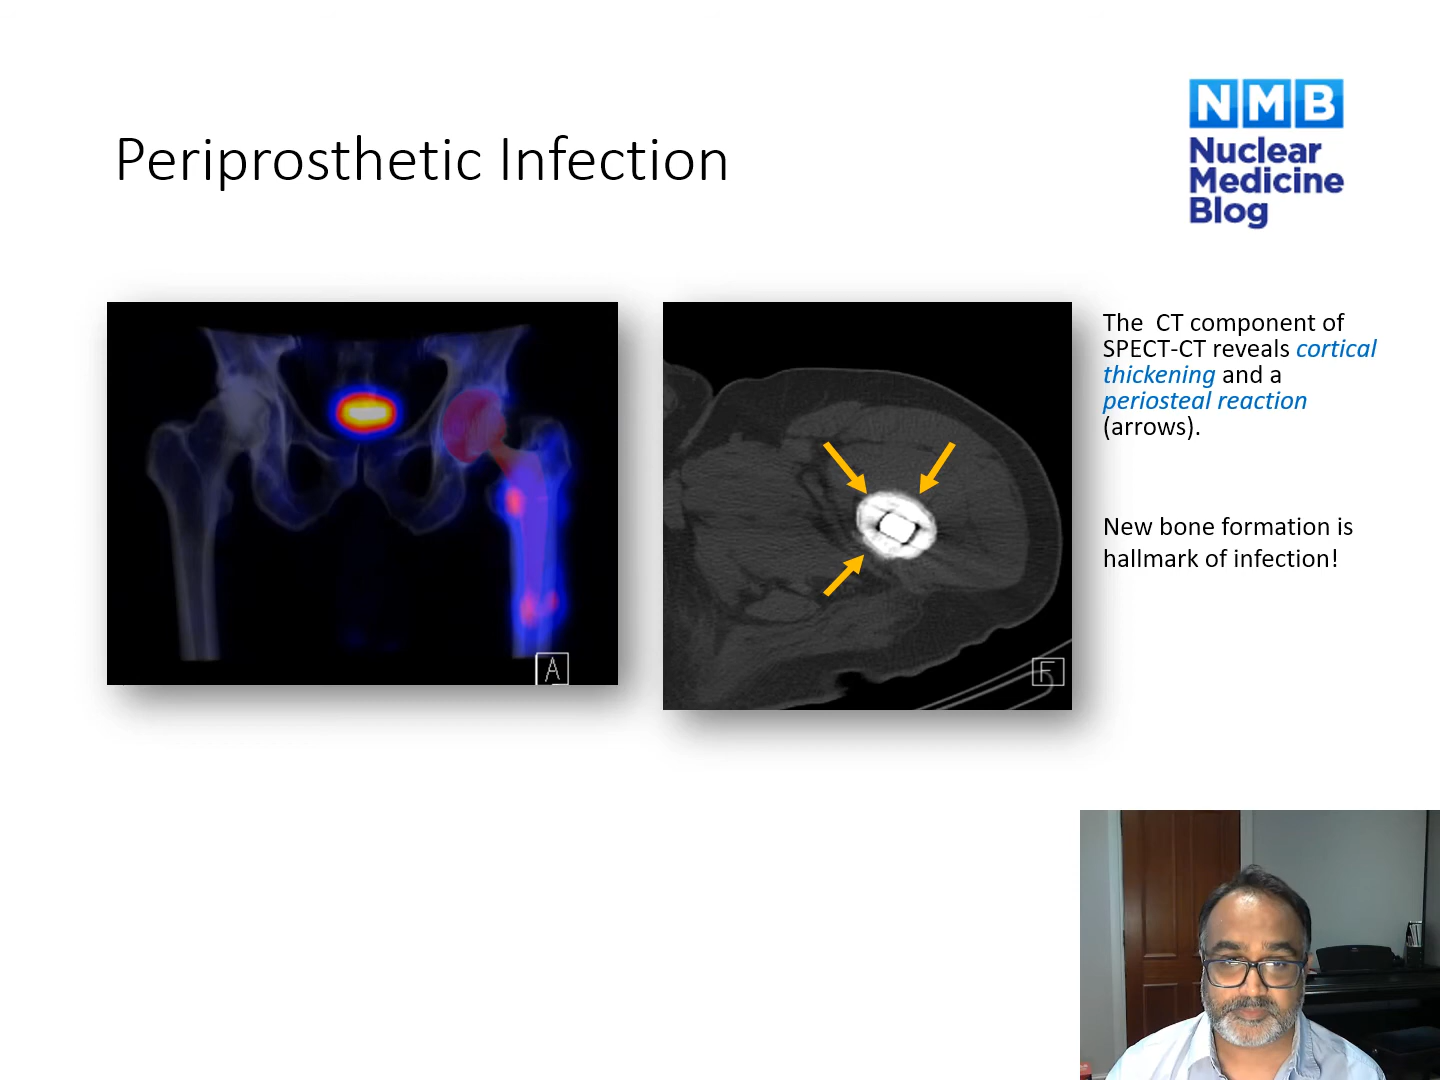 NMB
Nuclear
Medicine
Blog
Periprosthetic Infection
The  CT component of
SPECT-CT reveals cortical
thickening and a
periosteal reaction
(arrows).
New bone formation is
hallmark of infection!
A
F